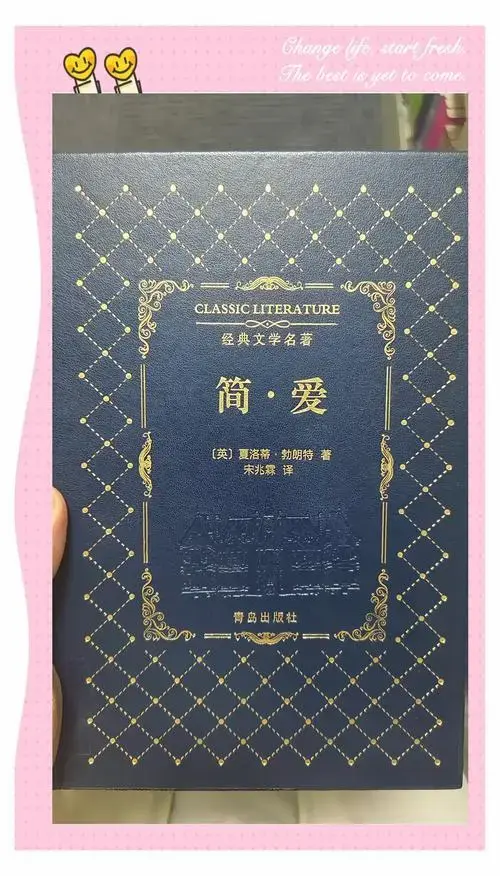 Change life, start fresh
The best is yet to come.
CLASSIC LITERATURE
经典文学名著
简·爱
〔英〕夏洛蒂·勃朗特 著
宋兆霖 译
青岛出版社